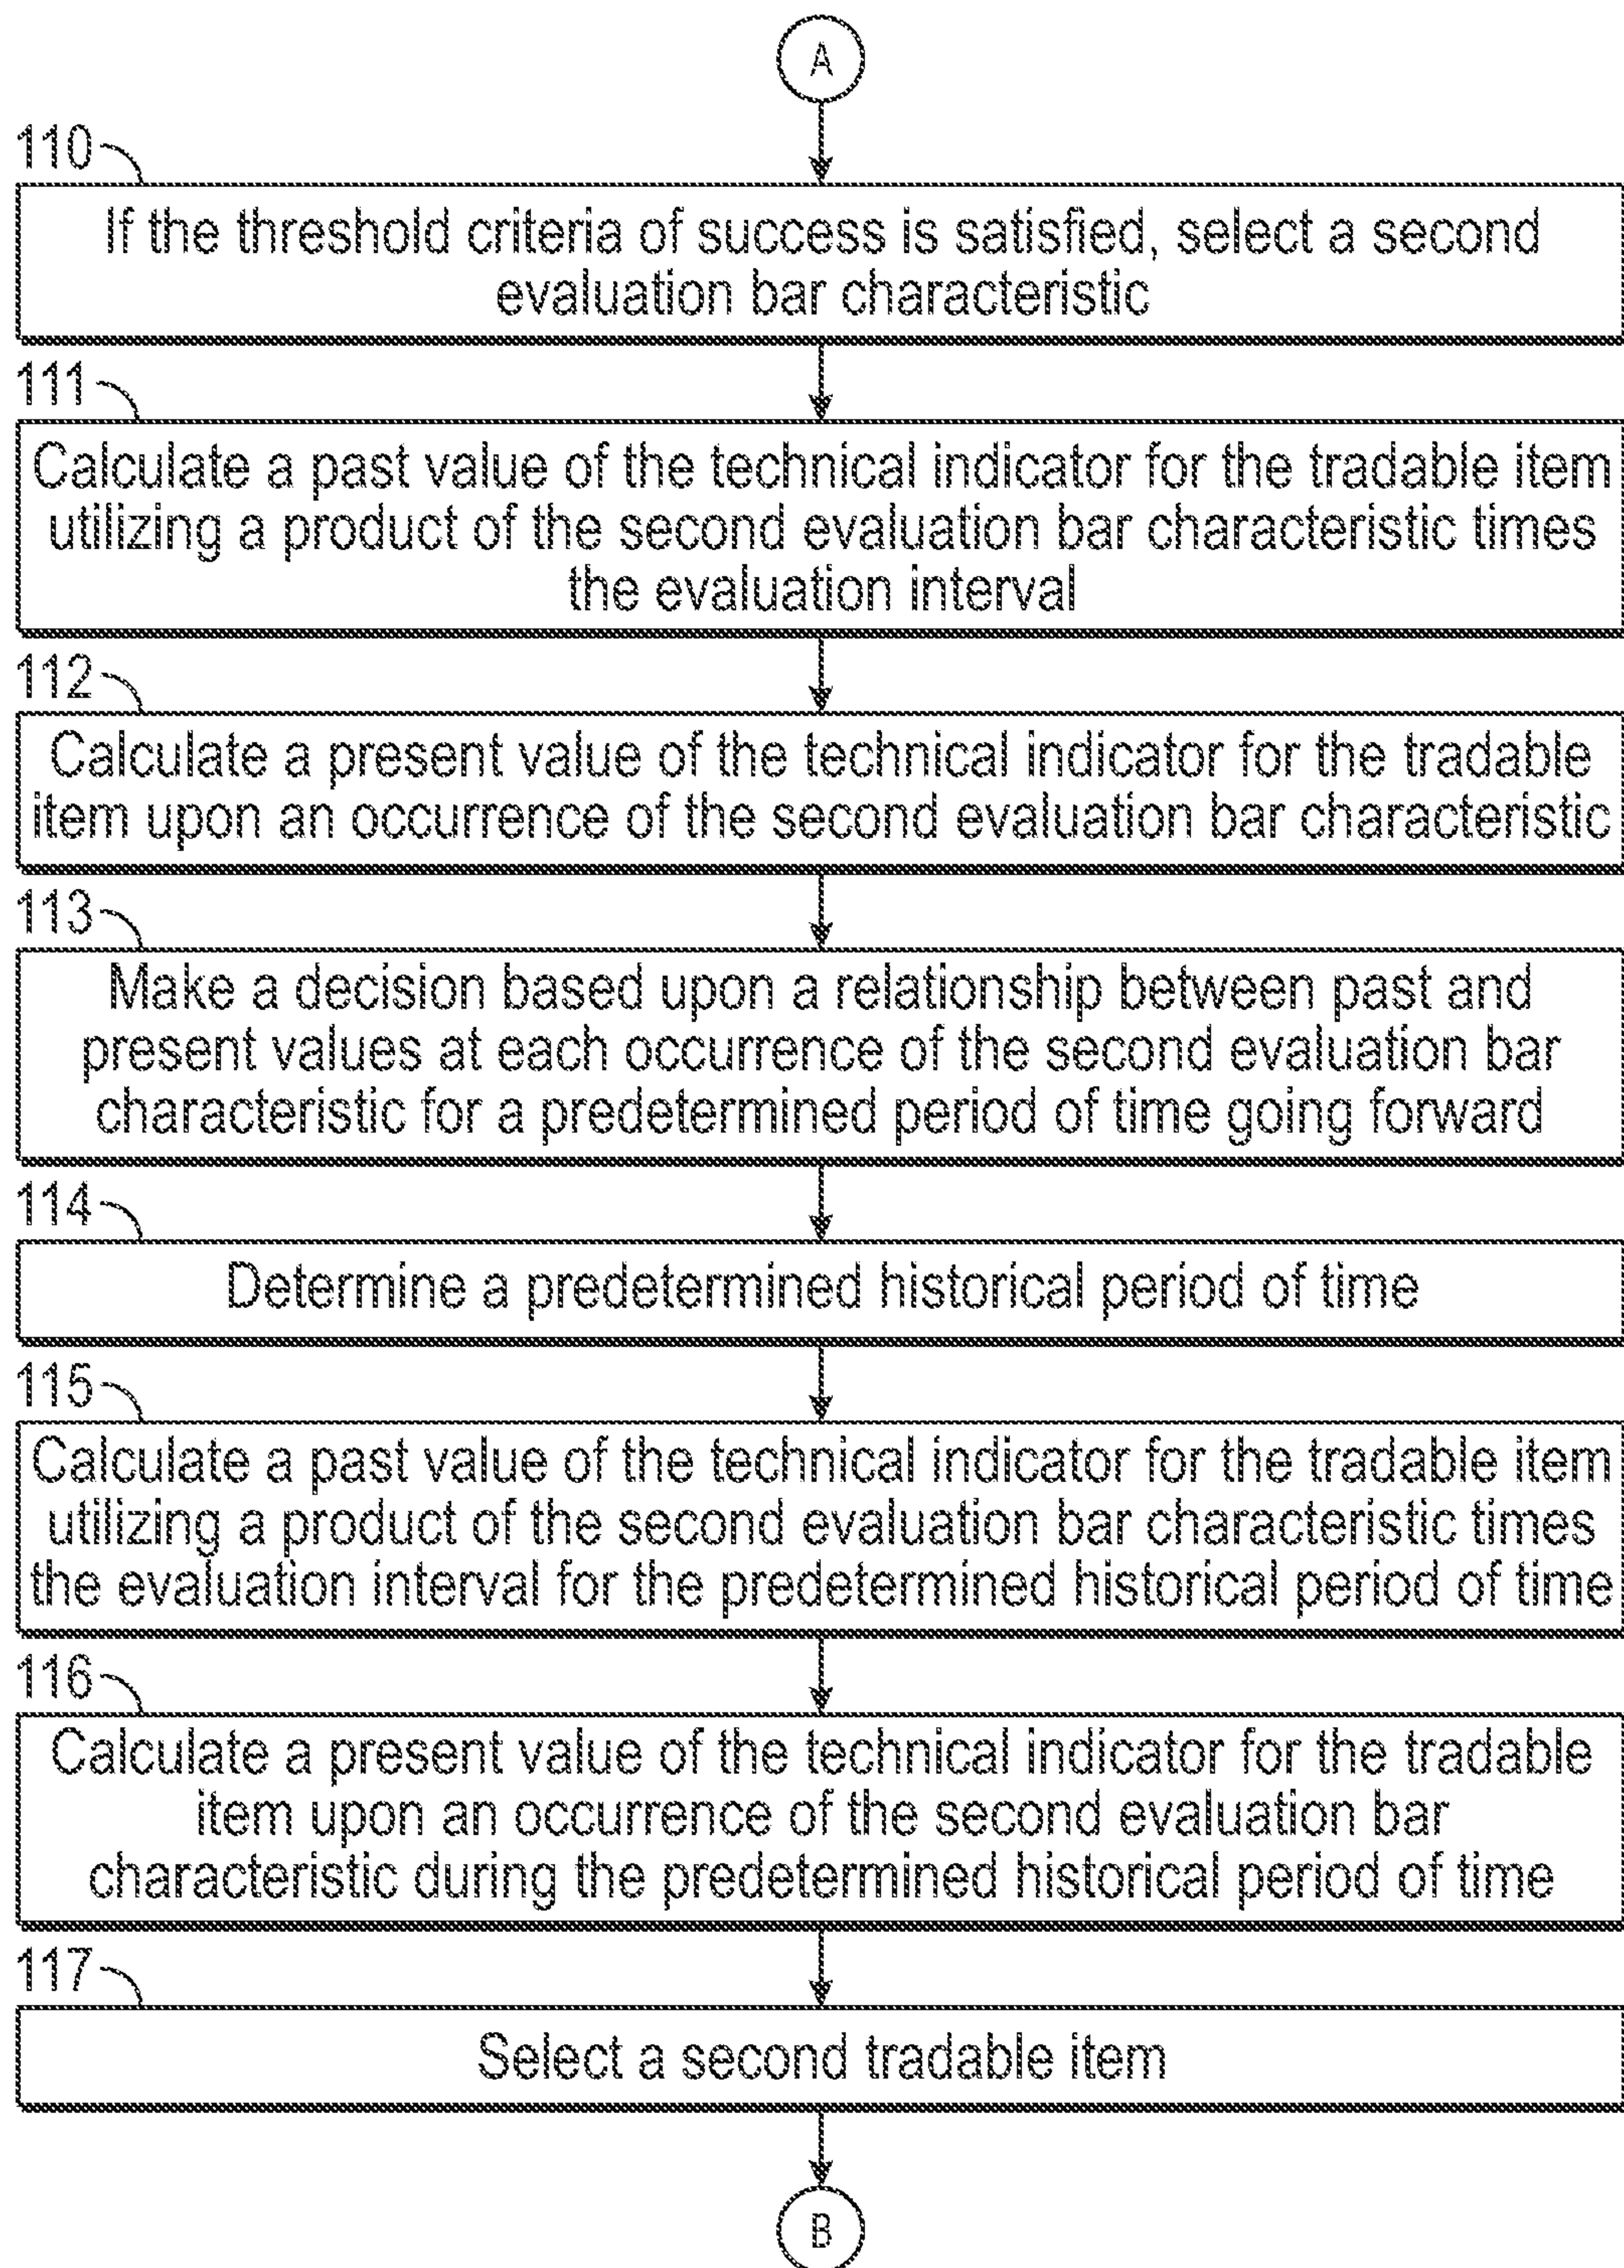 A
110
If the threshold criteria of success is satisfied, select a second
evaluation bar characteristic
111
Calculate a past value of the technical indicator for the tradable item
utilizing a product of the second evaluation bar characteristic times
the evaluation interval
112
Calculate a present value of the technical indicator for the tradable
item upon an occurrence of the second evaluation bar characteristic
113
Make a decision based upon a relationship between past and
present values at each occurrence of the second evaluation bar
characteristic for a predetermined period of time going forward
114
Determine a predetermined historical period of time
115
Calculate a past value of the technical indicator for the tradable item
utilizing a product of the second evaluation bar characteristic times
the evaluation interval for the predetermined historical period of time
116
Calculate a present value of the technical indicator for the tradable
item upon an occurrence of the second evaluation bar
characteristic during the predetermined historical period of time
117
Select a second tradable item
B